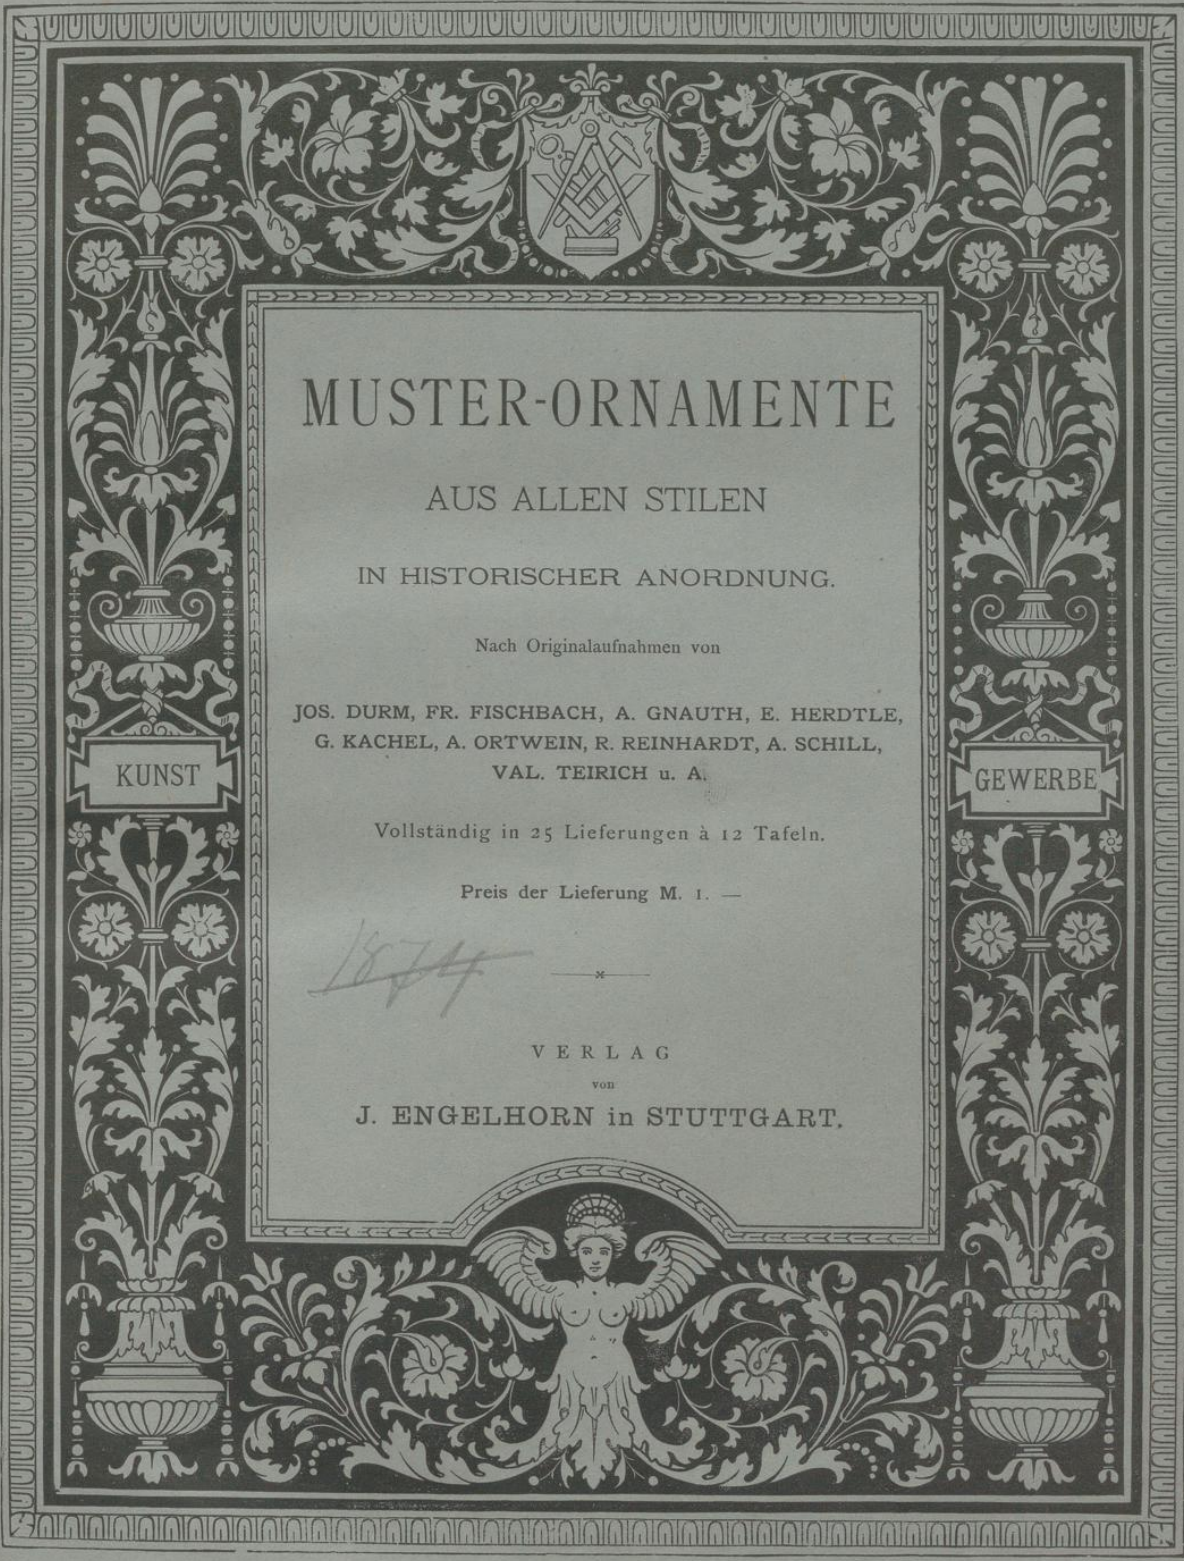 MUSTER-ORNAMENTE
AUS ALLEN STILEN
IN HISTORISCHER ANORDNUNG.
Nach Originalaufnahmen von
JOS. DURM, FR. FISCHBACH, A. GNAUTH, E. HERDTLE,
G. KACHEL, A. ORTWEIN, R. REINHARDT, A. SCHILL,
VAL. TEIRICH u. A.
KUNST
GEWERBE
Vollständig in 25 Lieferungen à 12 Tafeln.
Preis der Lieferung M. 1. —
1874
VERLAG
von
J. ENGELHORN in STUTTGART.